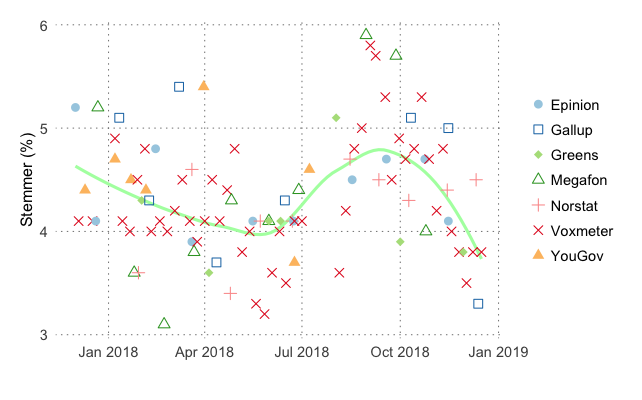 6
5
4
3
Stemmer (%)
Jan 2018
Apr 2018
Jul 2018
Oct 2018
Jan 2019
Epinion
Gallup
Greens
Megafon
Norstat
Voxmeter
YouGov